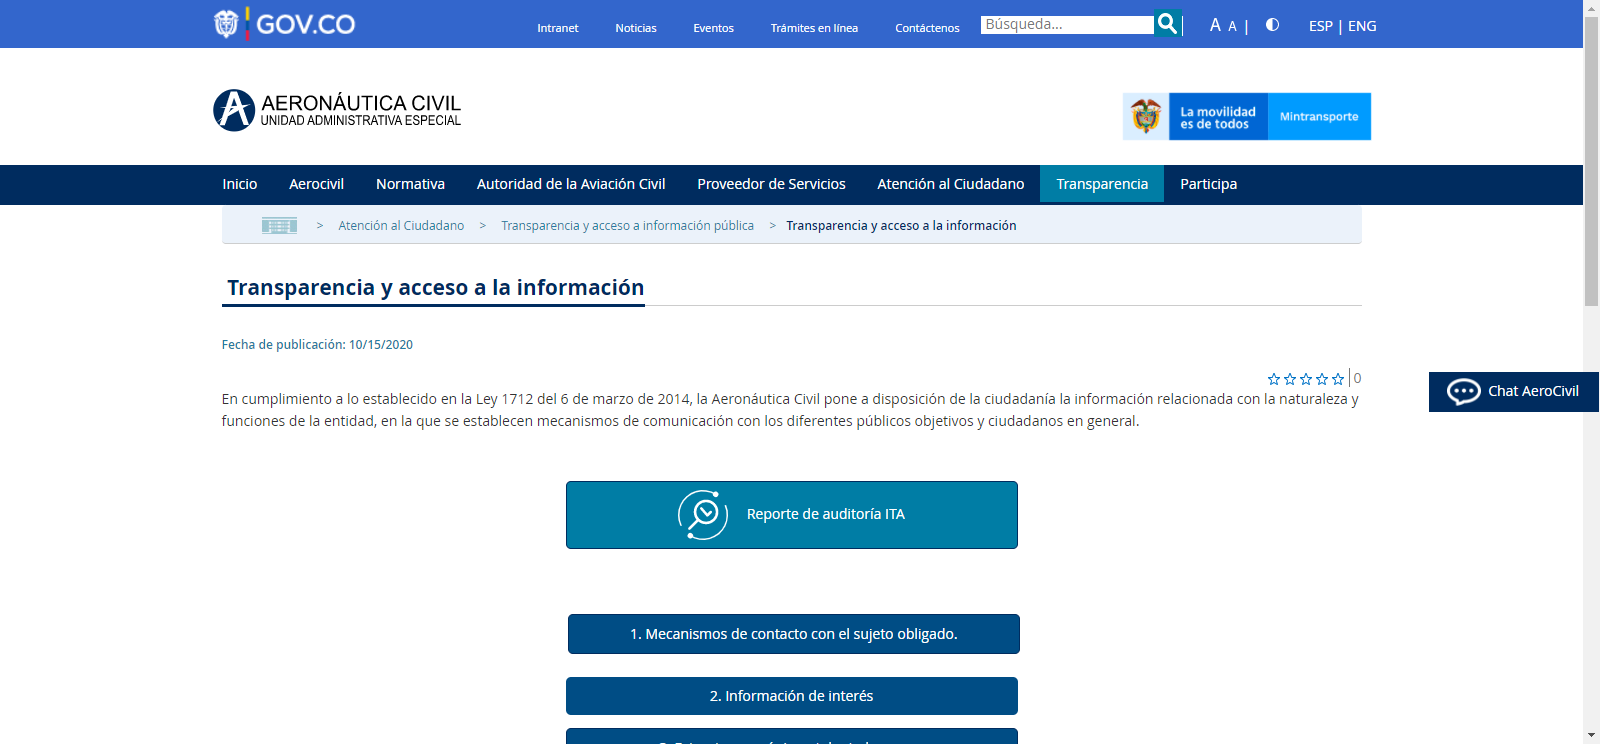 GOV.CO
Intranet Noticias Eventos Trámites en línea Contáctenos Búsqueda... A A | ESP | ENG
AERONÁUTICA CIVIL
UNIDAD ADMINISTRATIVA ESPECIAL
La movilidad
es de todos
Mintransporte
Inicio Aerocivil Normativa Autoridad de la Aviación Civil Proveedor de Servicios Atención al Ciudadano Transparencia Participa
> Atención al Ciudadano > Transparencia y acceso a información pública > Transparencia y acceso a la información
Transparencia y acceso a la información
Fecha de publicación: 10/15/2020
0
Chat AeroCivil
En cumplimiento a lo establecido en la Ley 1712 del 6 de marzo de 2014, la Aeronáutica Civil pone a disposición de la ciudadanía la información relacionada con la naturaleza y
funciones de la entidad, en la que se establecen mecanismos de comunicación con los diferentes públicos objetivos y ciudadanos en general.
Reporte de auditoría ITA
1. Mecanismos de contacto con el sujeto obligado.
2. Información de interés